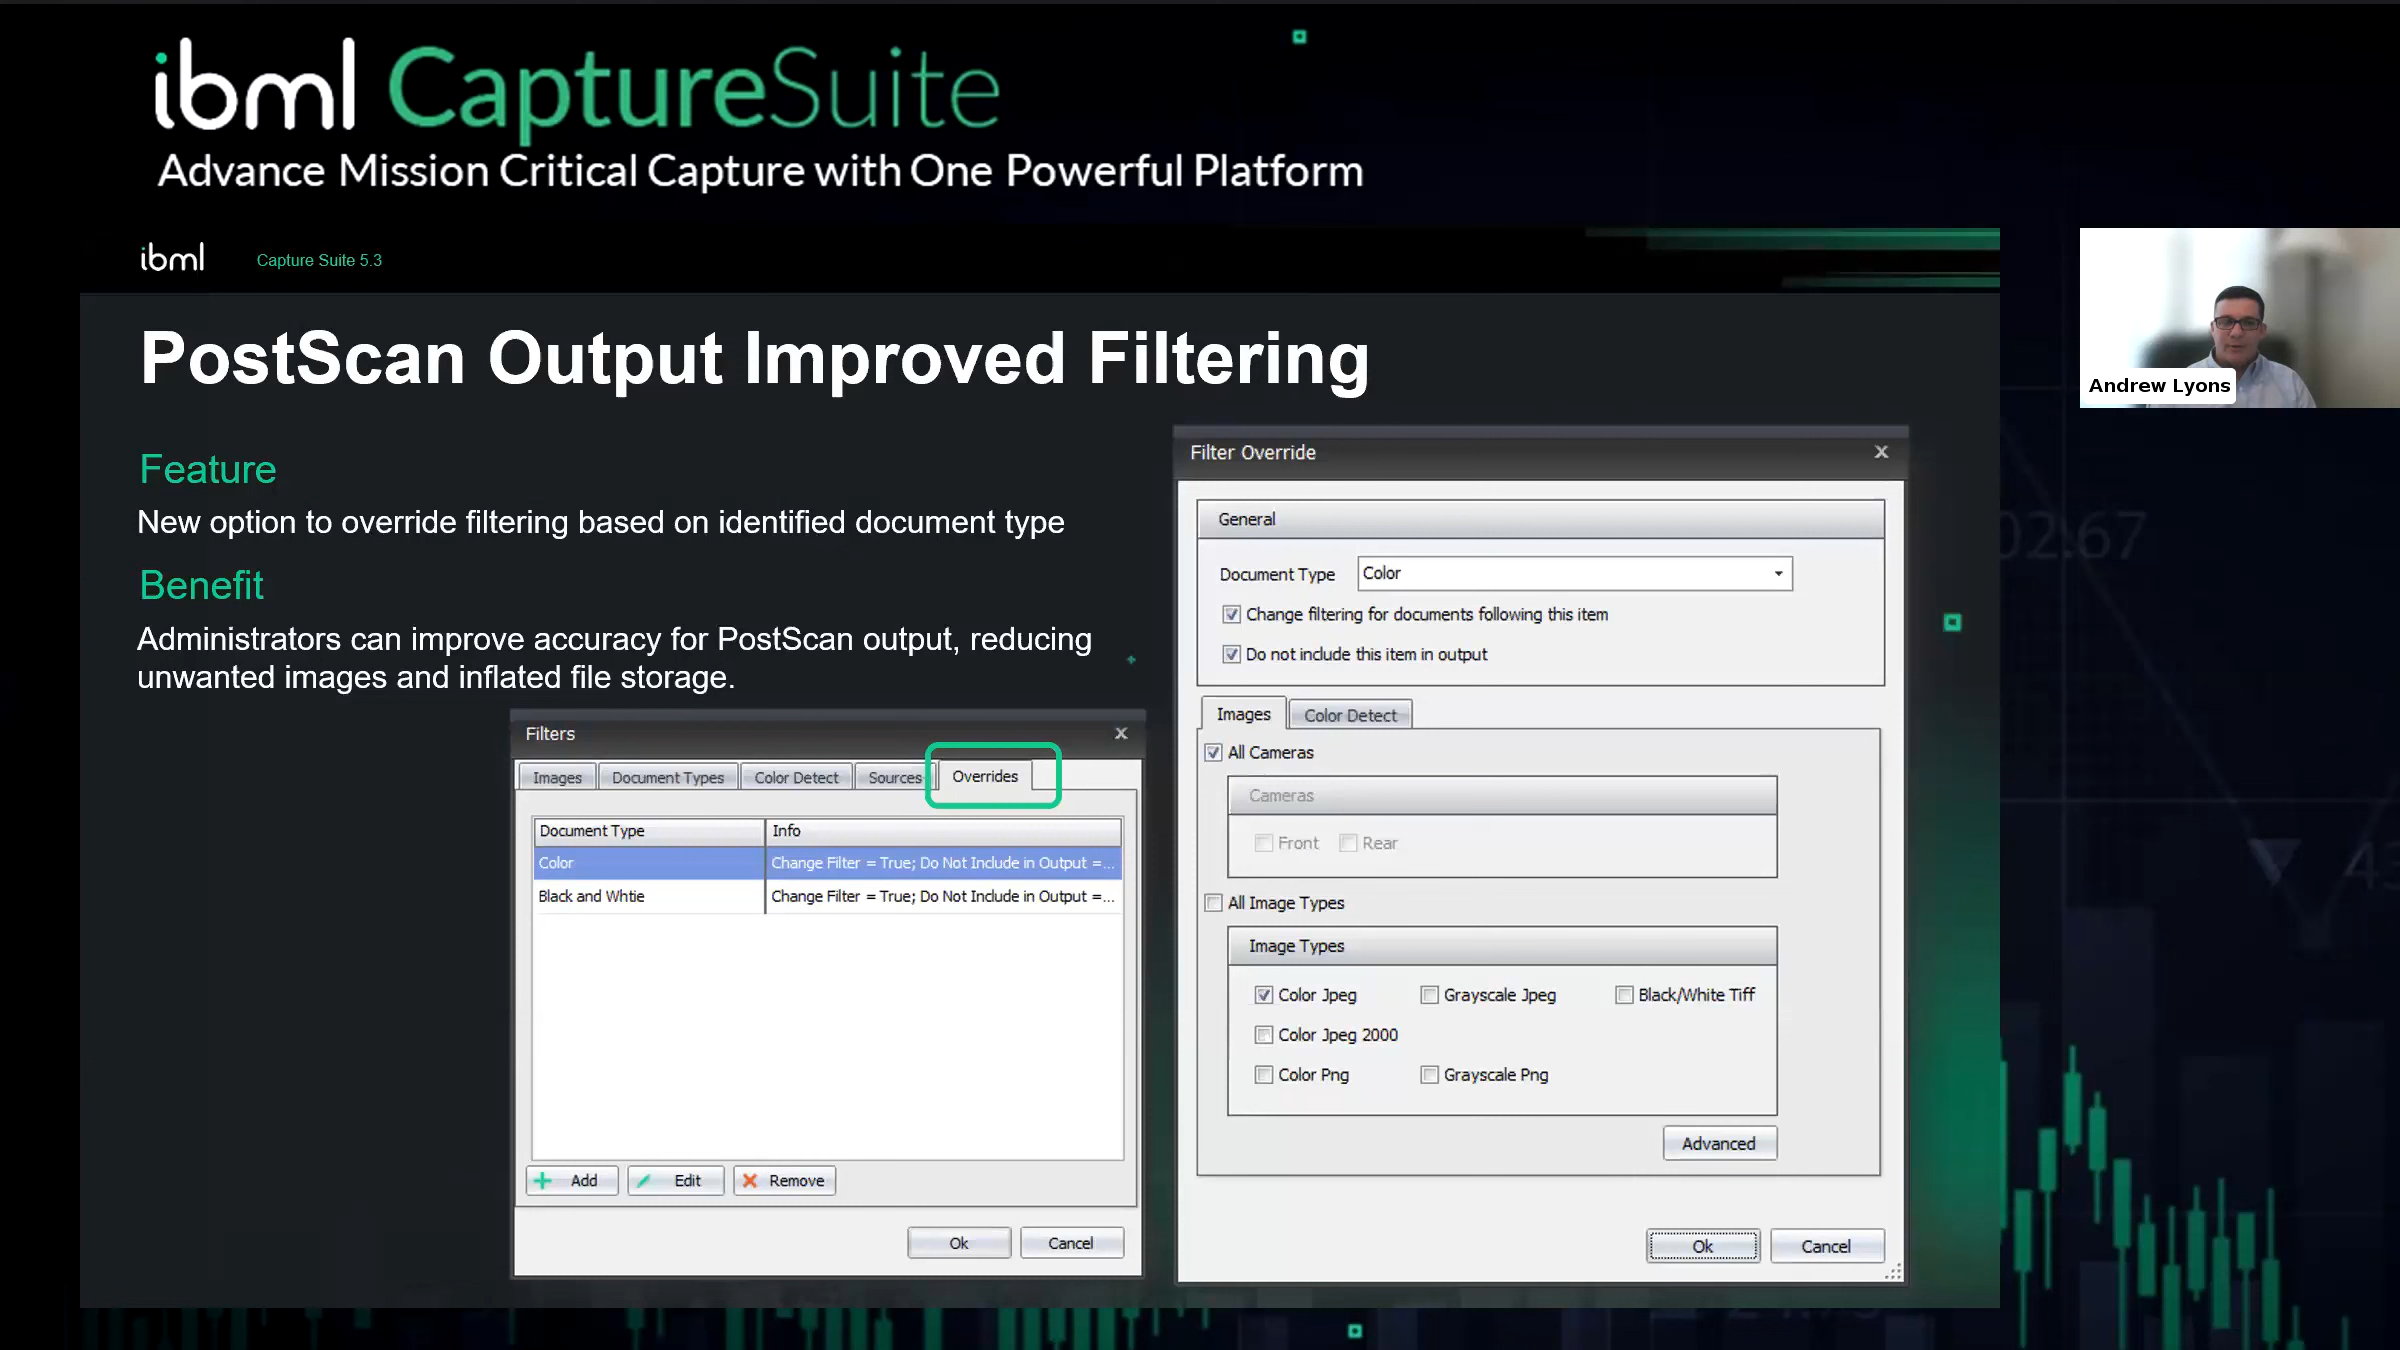 ibml CaptureSuite
Advance Mission Critical Capture with One Powerful Platform
ibml Capture Suite 5.3
PostScan Output Improved Filtering
Feature
New option to override filtering based on identified document type
Benefit
Administrators can improve accuracy for PostScan output, reducing
unwanted images and inflated file storage.
Filters x
Images Document Types Color Detect Sources Overrides
Document Type Info
Color Change Filter = True; Do Not Include in Output =...
Black and Whtie Change Filter = True; Do Not Include in Output =...
Add Edit Remove
Ok Cancel
Filter Override x
General
Document Type Color
Change filtering for documents following this item
Do not include this item in output
Images Color Detect
All Cameras
Cameras
Front Rear
All Image Types
Image Types
Color Jpeg Grayscale Jpeg Black/White Tiff
Color Jpeg 2000
Color Png Grayscale Png
Advanced
Ok Cancel
Andrew Lyons
02.67